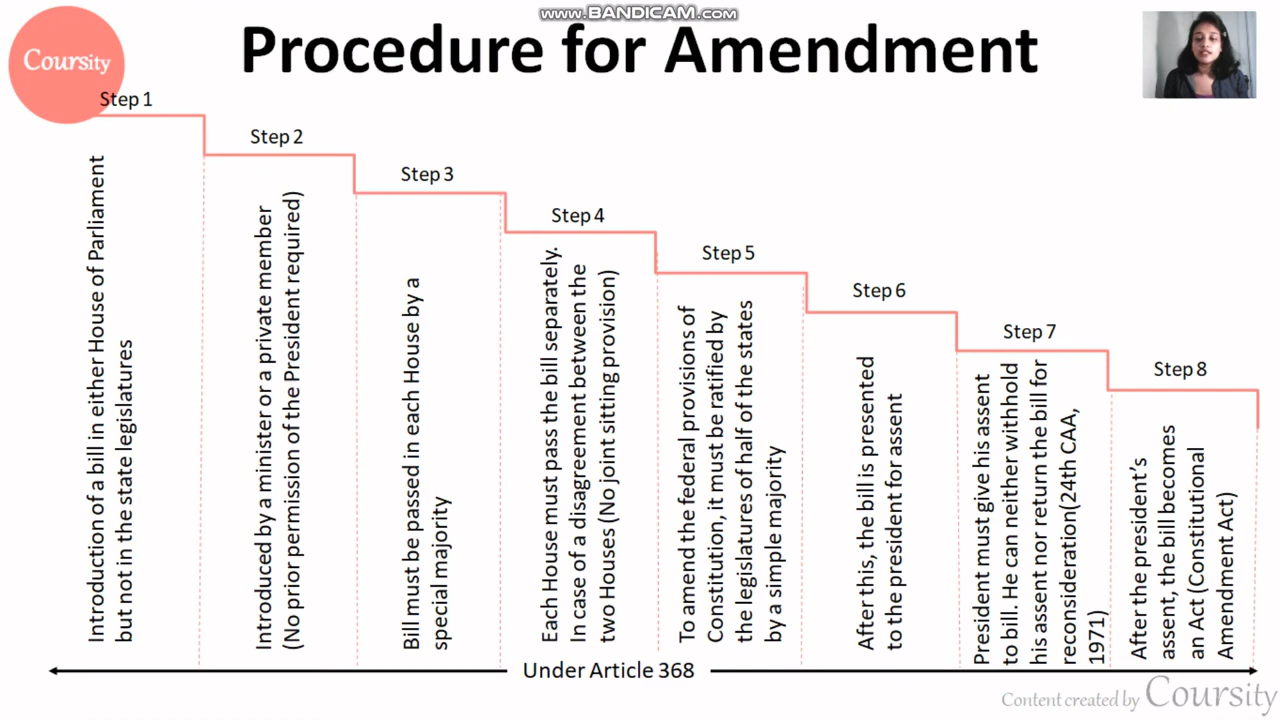 www.BANDICAM.com
Coursity
Procedure for Amendment
Step 1
Introduction of a bill in either House of Parliament
but not in the state legislatures
Step 2
Introduced by a minister or a private member
(No prior permission of the President required)
Step 3
Bill must be passed in each House by a
special majority
Step 4
Each House must pass the bill separately.
In case of a disagreement between the
two Houses (No joint sitting provision)
Step 5
To amend the federal provisions of
Constitution, it must be ratified by
the legislatures of half of the states
by a simple majority
Step 6
After this, the bill is presented
to the president for assent
Step 7
President must give his assent
to bill. He can neither withhold
his assent nor return the bill for
reconsideration(24th CAA,
1971)
Step 8
After the president's
assent, the bill becomes
an Act (Constitutional
Amendment Act)
Under Article 368
Content created by Coursity